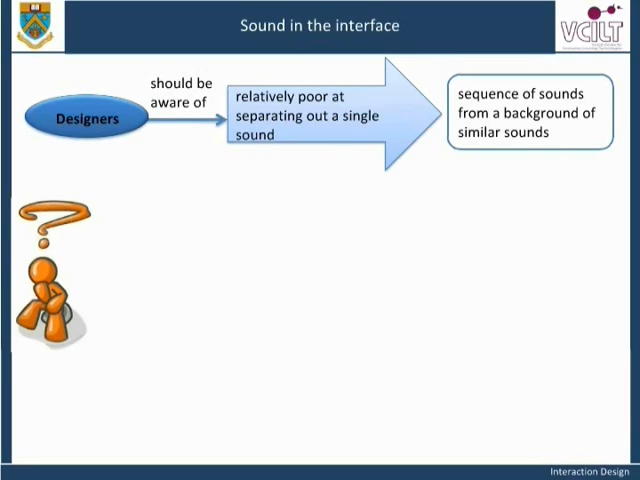 Sound in the interface
VCILT
should be
aware of
Designers
relatively poor at
separating out a single
sound
sequence of sounds
from a background of
similar sounds
Interaction Design